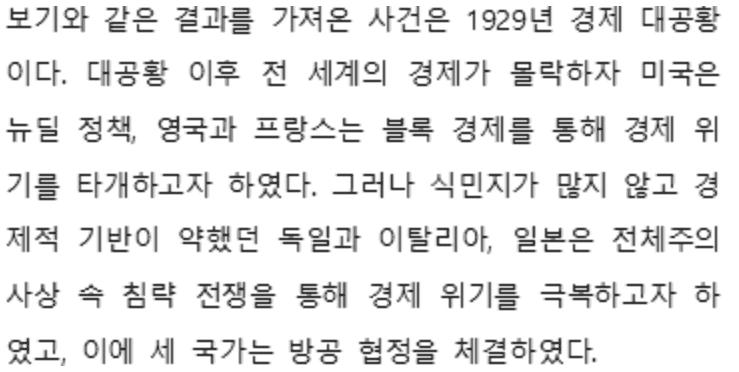 보기와 같은 결과를 가져온 사건은 1929년 경제 대공황
이다. 대공황 이후 전 세계의 경제가 몰락하자 미국은
뉴딜 정책, 영국과 프랑스는 블록 경제를 통해 경제 위
기를 타개하고자 하였다. 그러나 식민지가 많지 않고 경
제적 기반이 약했던 독일과 이탈리아, 일본은 전체주의
사상 속 침략 전쟁을 통해 경제 위기를 극복하고자 하
였고, 이에 세 국가는 방공 협정을 체결하였다.